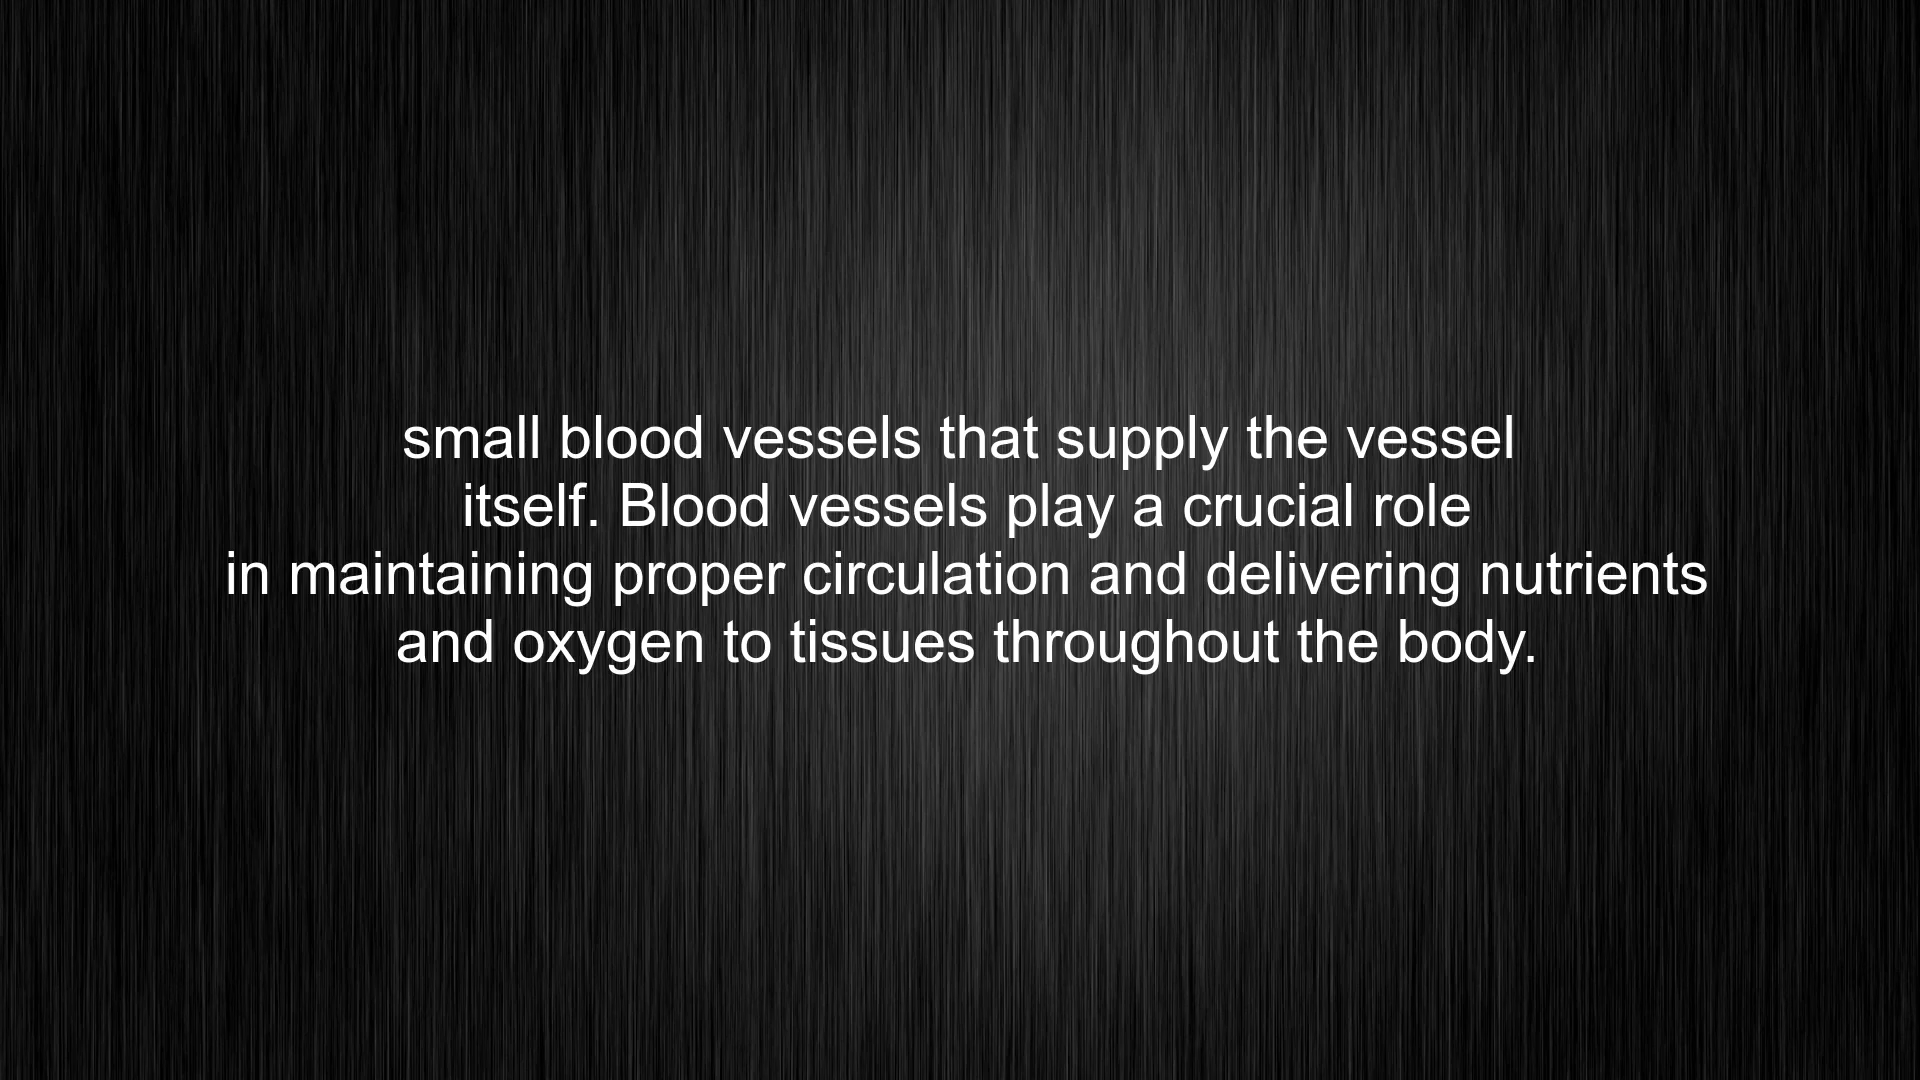 small blood vessels that supply the vessel
itself. Blood vessels play a crucial role
in maintaining proper circulation and delivering nutrients
and oxygen to tissues throughout the body.